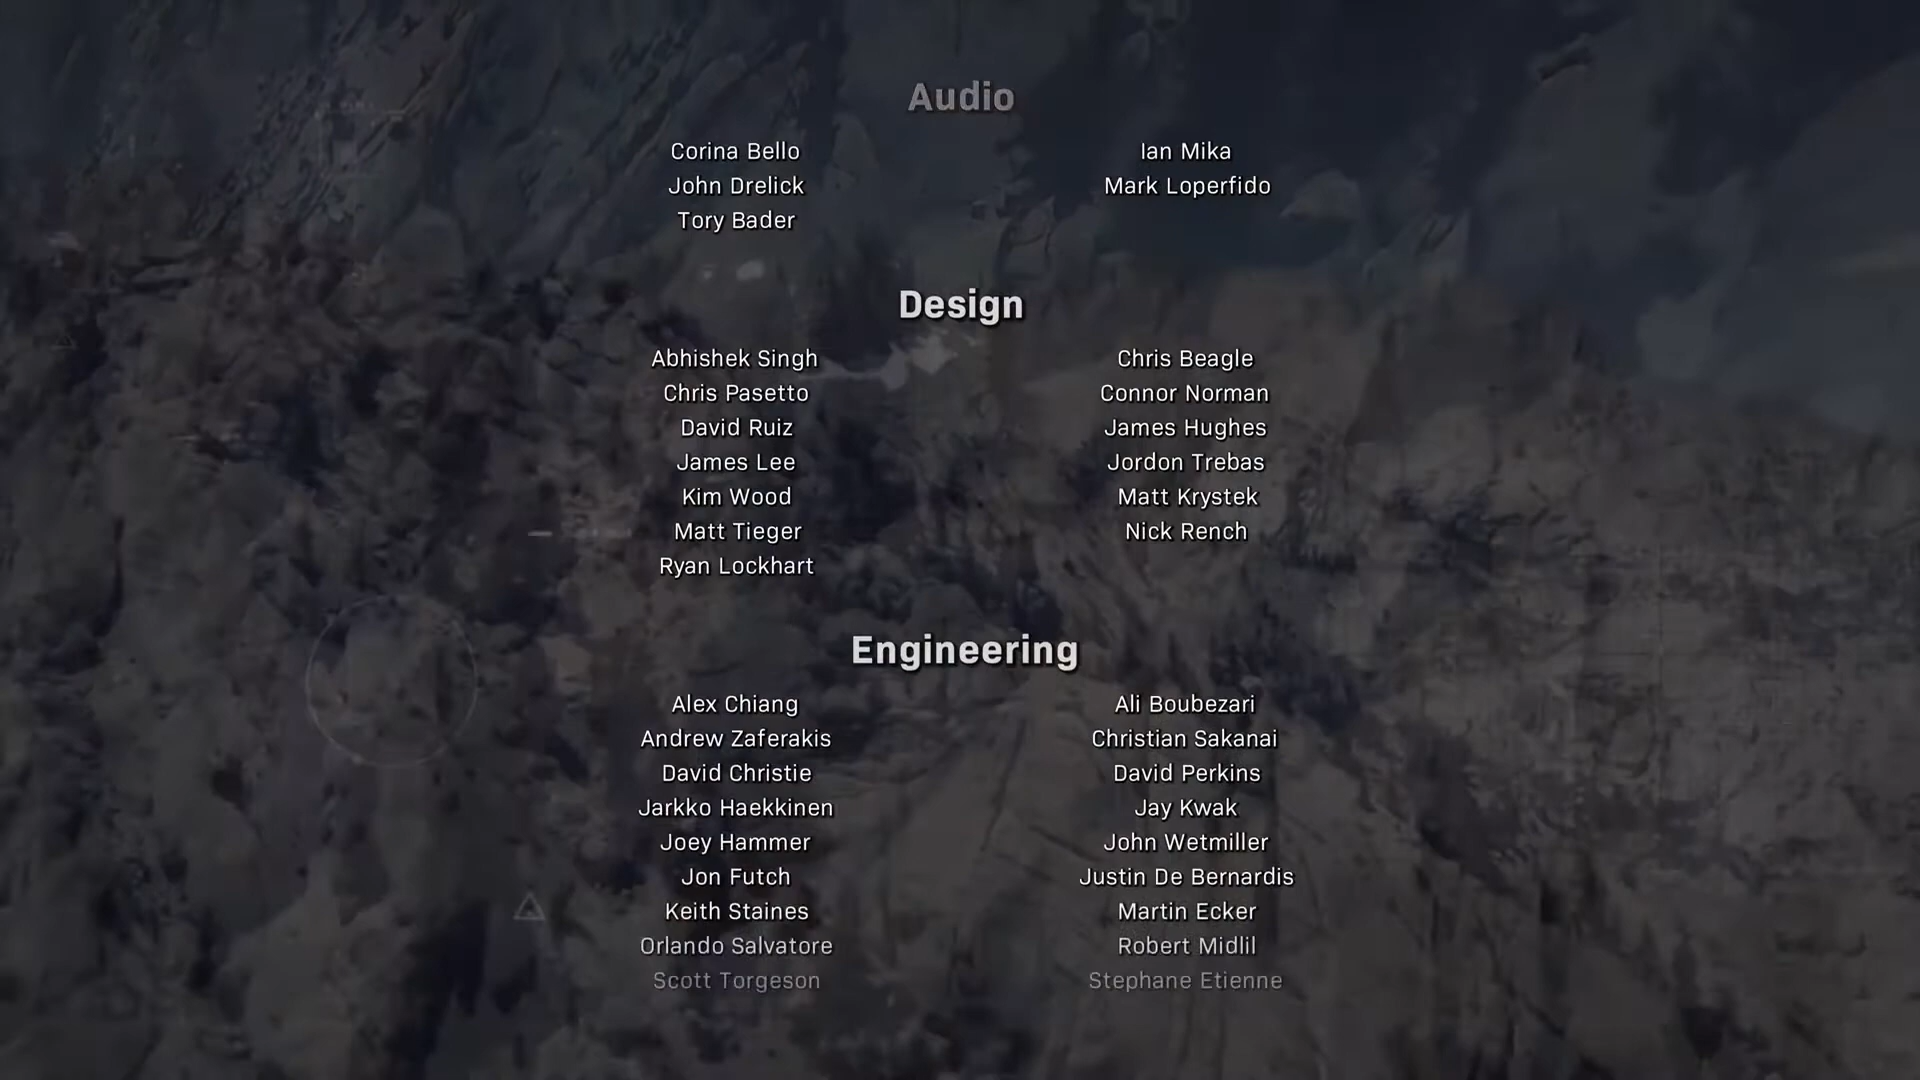 Audio
Corina Bello Ian Mika
John Drelick Mark Loperfido
Tory Bader
Design
Abhishek Singh Chris Beagle
Chris Pasetto Connor Norman
David Ruiz James Hughes
James Lee Jordon Trebas
Kim Wood Matt Krystek
Matt Tieger Nick Rench
Ryan Lockhart
Engineering
Alex Chiang Ali Boubezari
Andrew Zaferakis Christian Sakanai
David Christie David Perkins
Jarkko Haekkinen Jay Kwak
Joey Hammer John Wetmiller
Jon Futch Justin De Bernardis
Keith Staines Martin Ecker
Orlando Salvatore Robert Midlil
Scott Torgeson Stephane Etienne